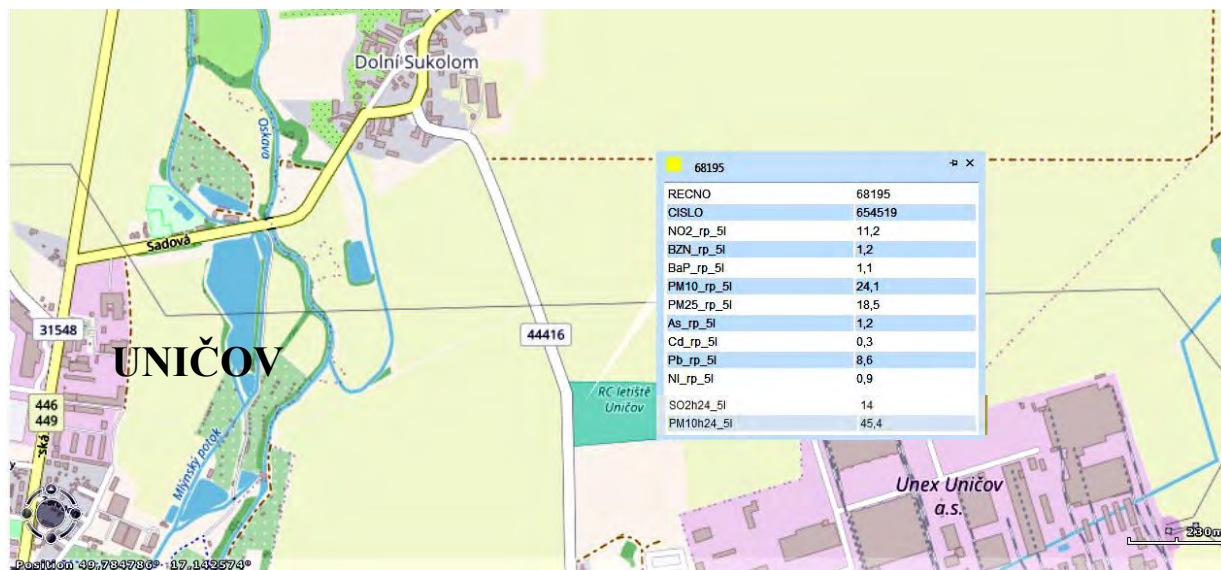 Dolní Sukolom
Oskava
Sadová
31548
UNIČOV
446
449
ská
Mlýnský potok
44416
RC letiště
Uničov
68195
RECNO 68195
CISLO 654519
NO2_rp_5l 11,2
BZN_rp_5l 1,2
BaP_rp_5l 1,1
PM10_rp_5l 24,1
PM25_rp_5l 18,5
As_rp_5l 1,2
Cd_rp_5l 0,3
Pb_rp_5l 8,6
NI_rp_5l 0,9
SO2h24_5l 14
PM10h24_5l 45,4
Unex Uničov
a.s.
230m
Position 49.784786° 17.142574°